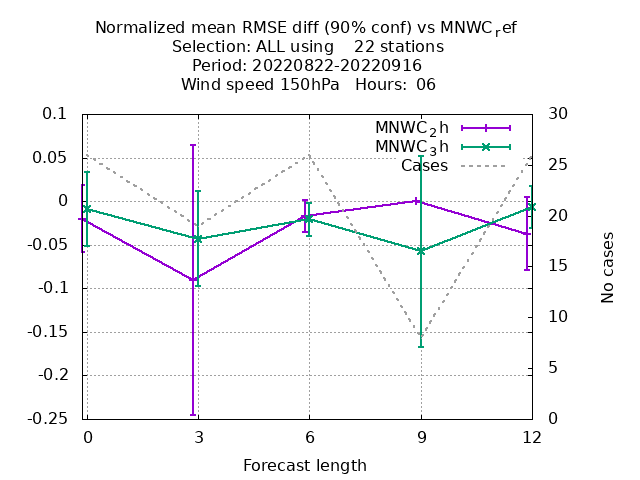 Normalized mean RMSE diff (90% conf) vs MNWC_ref
Selection: ALL using    22 stations
Period: 20220822-20220916
Wind speed 150hPa   Hours: 06
MNWC_2h
MNWC_3h
Cases
0.1
0.05
0
-0.05
-0.1
-0.15
-0.2
-0.25
30
25
20
15
10
5
0
No cases
0 3 6 9 12
Forecast length